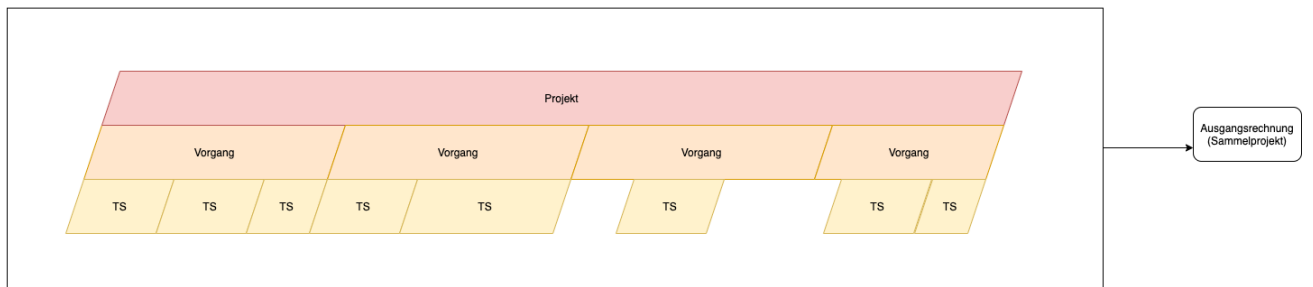 Projekt
Vorgang Vorgang Vorgang Vorgang
TS TS TS TS TS TS TS TS
Ausgangsrechnung
(Sammelprojekt)